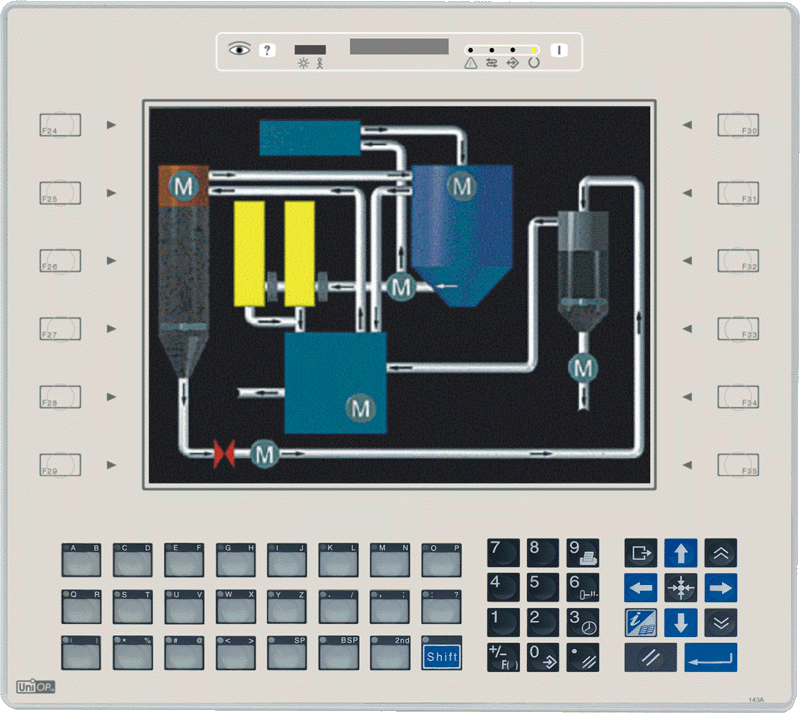 ? I
F24 F30
M M
F25 F31
F26 F32
M
F27 F33
M
F28 F34
M
M
F29 F35
A B C D E F G H I J K L M N O P 7 8 9
Q R S T U V W X Y Z . / , ; : ? 4 5 6
( ) * % # @ < > SP BSP 2nd Shift 1 2 3 i
+/- F() 0 •
UniOP
143A